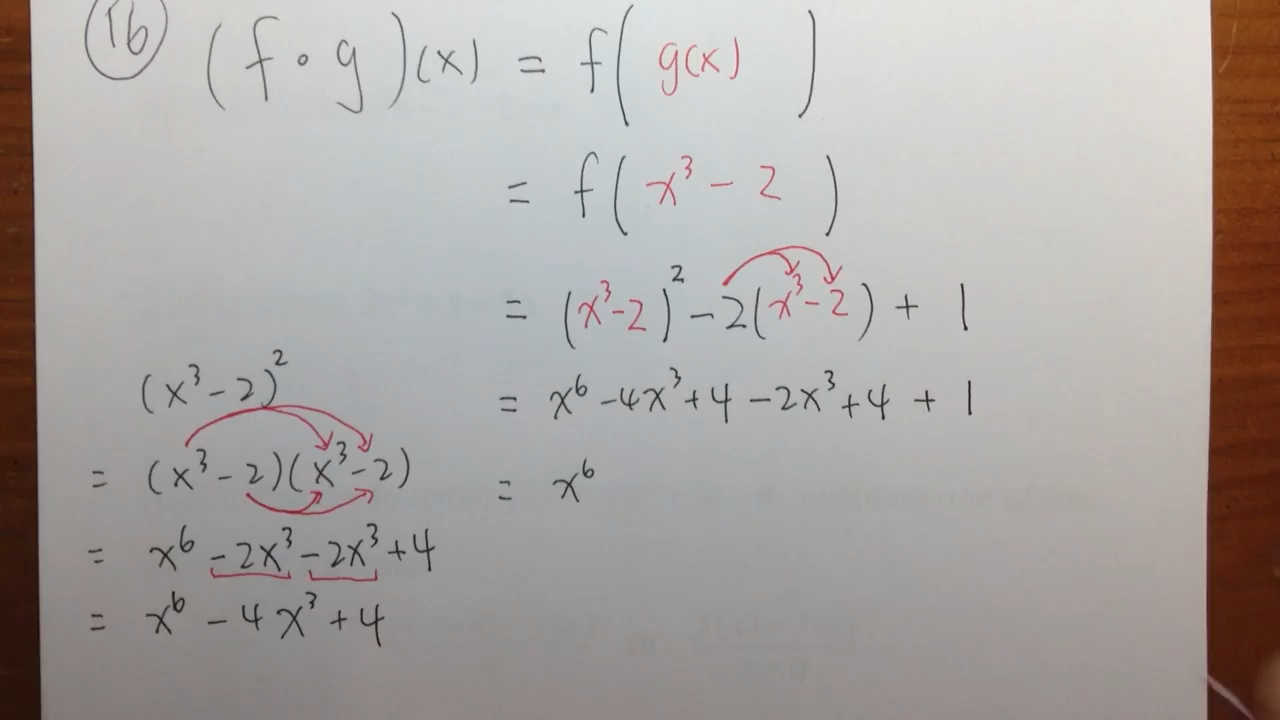 16 (f ∘ g)(x) = f( g(x) )
= f( x³ - 2 )
= (x³-2)² - 2(x³-2) + 1
= x⁶ - 4x³ + 4 - 2x³ + 4 + 1
= x⁶
(x³ - 2)²
= (x³ - 2)(x³ - 2)
= x⁶ - 2x³ - 2x³ + 4
= x⁶ - 4x³ + 4